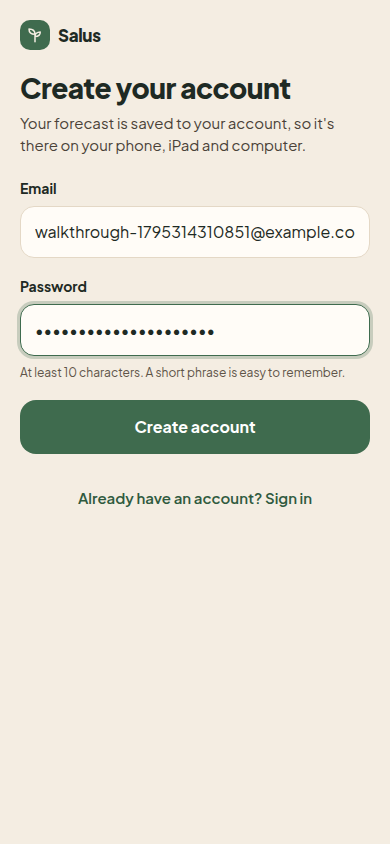 Salus
Create your account
Your forecast is saved to your account, so it's
there on your phone, iPad and computer.
Email
walkthrough-1795314310851@example.co
Password
•••••••••••••••••••••
At least 10 characters. A short phrase is easy to remember.
Create account
Already have an account? Sign in